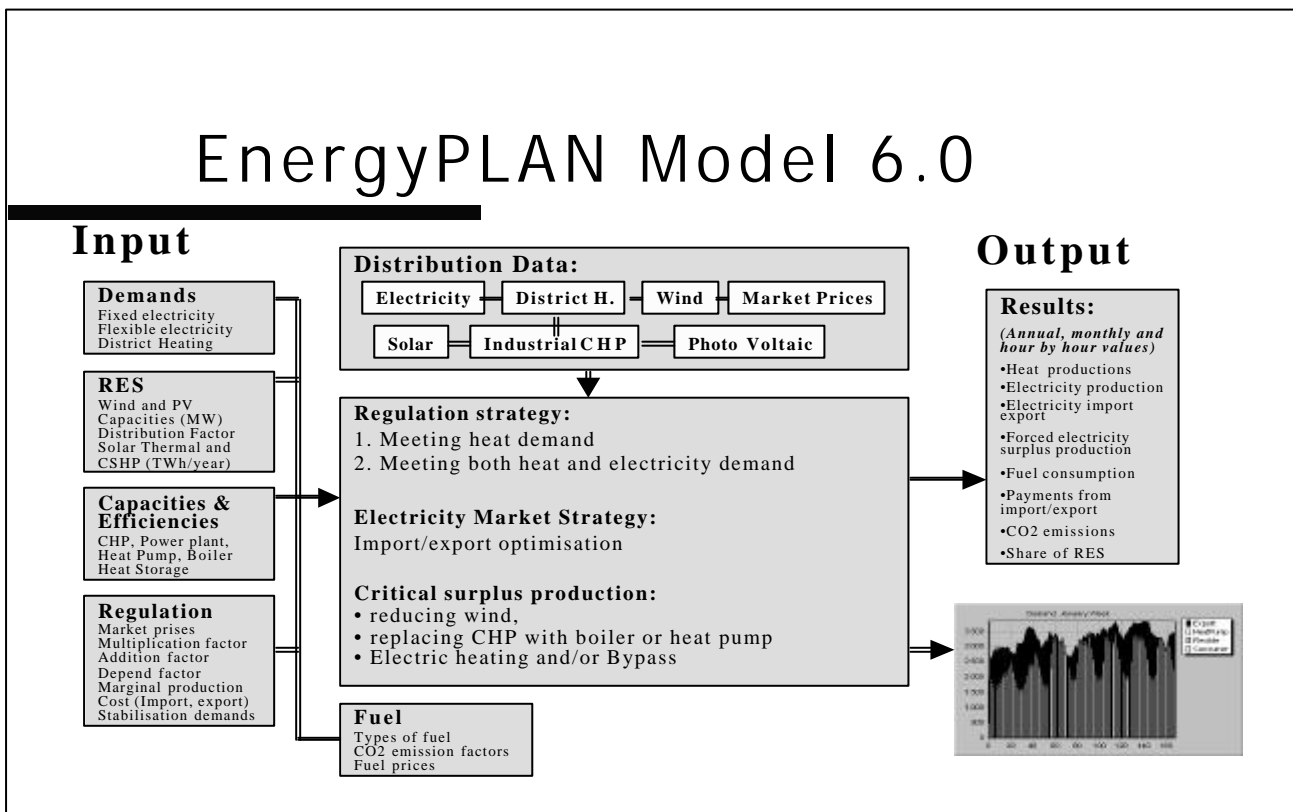 EnergyPLAN Model 6.0
Input
Demands
Fixed electricity
Flexible electricity
District Heating
RES
Wind and PV
Capacities (MW)
Distribution Factor
Solar Thermal and
CSHP (TWh/year)
Capacities &
Efficiencies
CHP, Power plant,
Heat Pump, Boiler
Heat Storage
Regulation
Market prises
Multiplication factor
Addition factor
Depend factor
Marginal production
Cost (Import, export)
Stabilisation demands
Fuel
Types of fuel
CO2 emission factors
Fuel prices
Distribution Data:
Electricity District H. Wind Market Prices
Solar Industrial CHP Photo Voltaic
Regulation strategy:
1. Meeting heat demand
2. Meeting both heat and electricity demand
Electricity Market Strategy:
Import/export optimisation
Critical surplus production:
• reducing wind,
• replacing CHP with boiler or heat pump
• Electric heating and/or Bypass
Output
Results:
(Annual, monthly and
hour by hour values)
•Heat productions
•Electricity production
•Electricity import
export
•Forced electricity
surplus production
•Fuel consumption
•Payments from
import/export
•CO2 emissions
•Share of RES